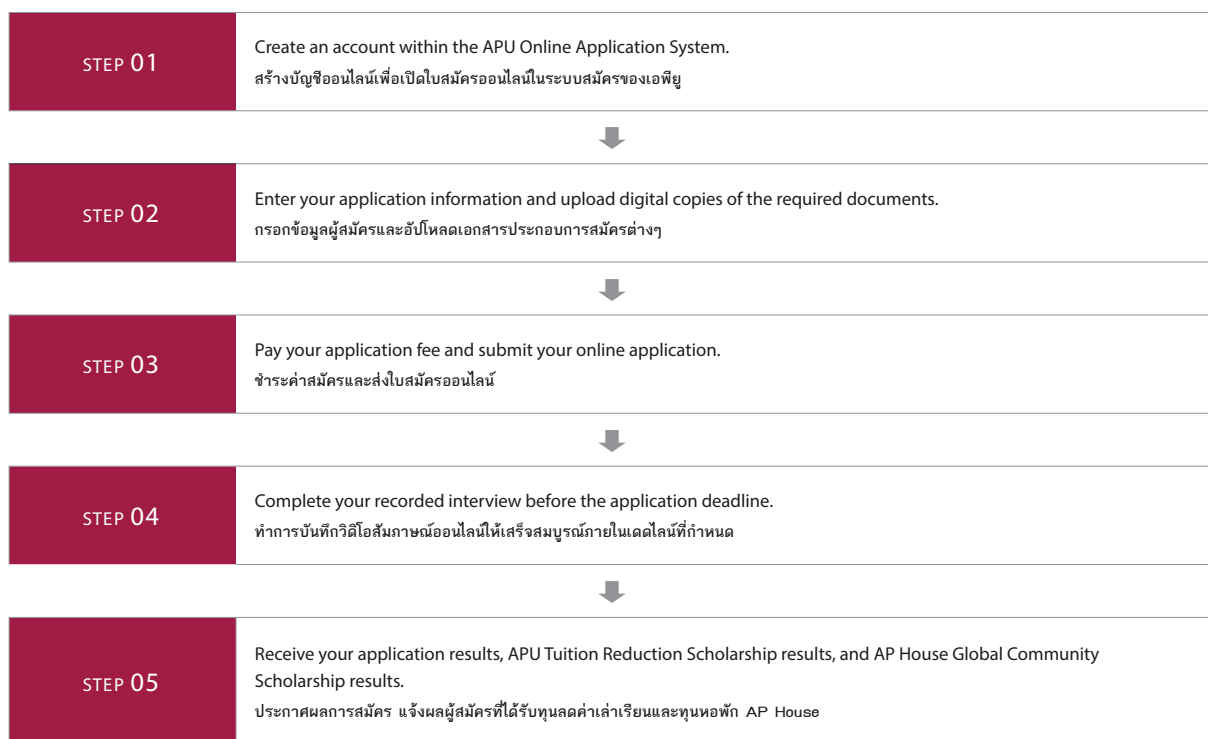 STEP 01
Create an account within the APU Online Application System.
สร้างบัญชีออนไลน์เพื่อเปิดใบสมัครออนไลน์ในระบบสมัครของเอพียู
STEP 02
Enter your application information and upload digital copies of the required documents.
กรอกข้อมูลผู้สมัครและอัปโหลดเอกสารประกอบการสมัครต่างๆ
STEP 03
Pay your application fee and submit your online application.
ชำระค่าสมัครและส่งใบสมัครออนไลน์
STEP 04
Complete your recorded interview before the application deadline.
ทำการบันทึกวิดิโอสัมภาษณ์ออนไลน์ให้เสร็จสมบูรณ์ภายในเดดไลน์ที่กำหนด
STEP 05
Receive your application results, APU Tuition Reduction Scholarship results, and AP House Global Community
Scholarship results.
ประกาศผลการสมัคร แจ้งผลผู้สมัครที่ได้รับทุนลดค่าเล่าเรียนและทุนหอพัก AP House